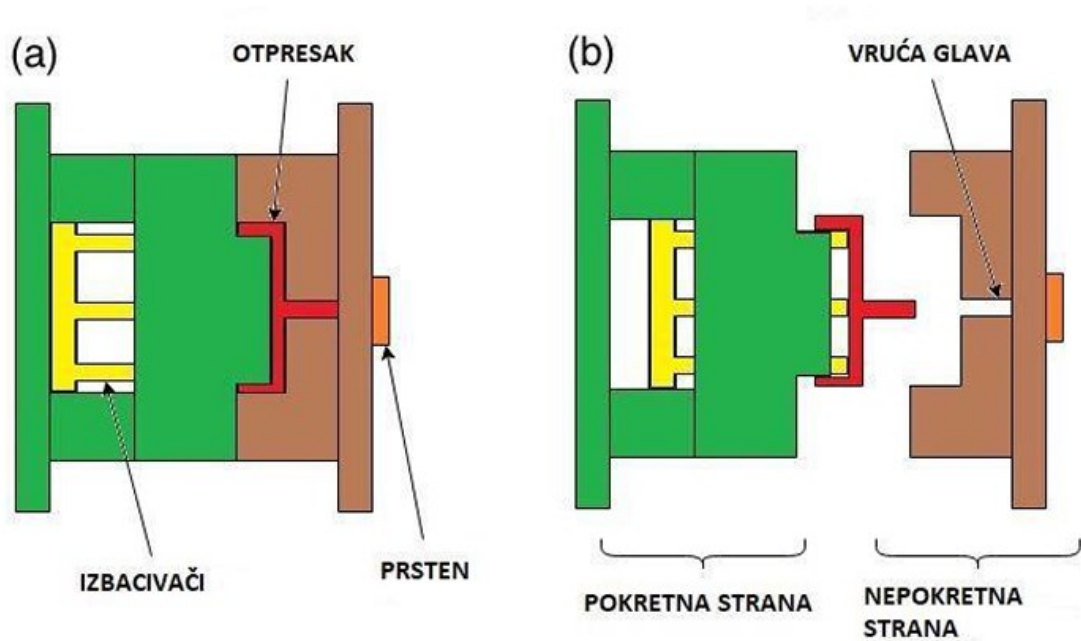 (a)
OTPRESAK
IZBACIVAČI
PRSTEN
(b)
VRUĆA GLAVA
POKRETNA STRANA
NEPOKRETNA
STRANA